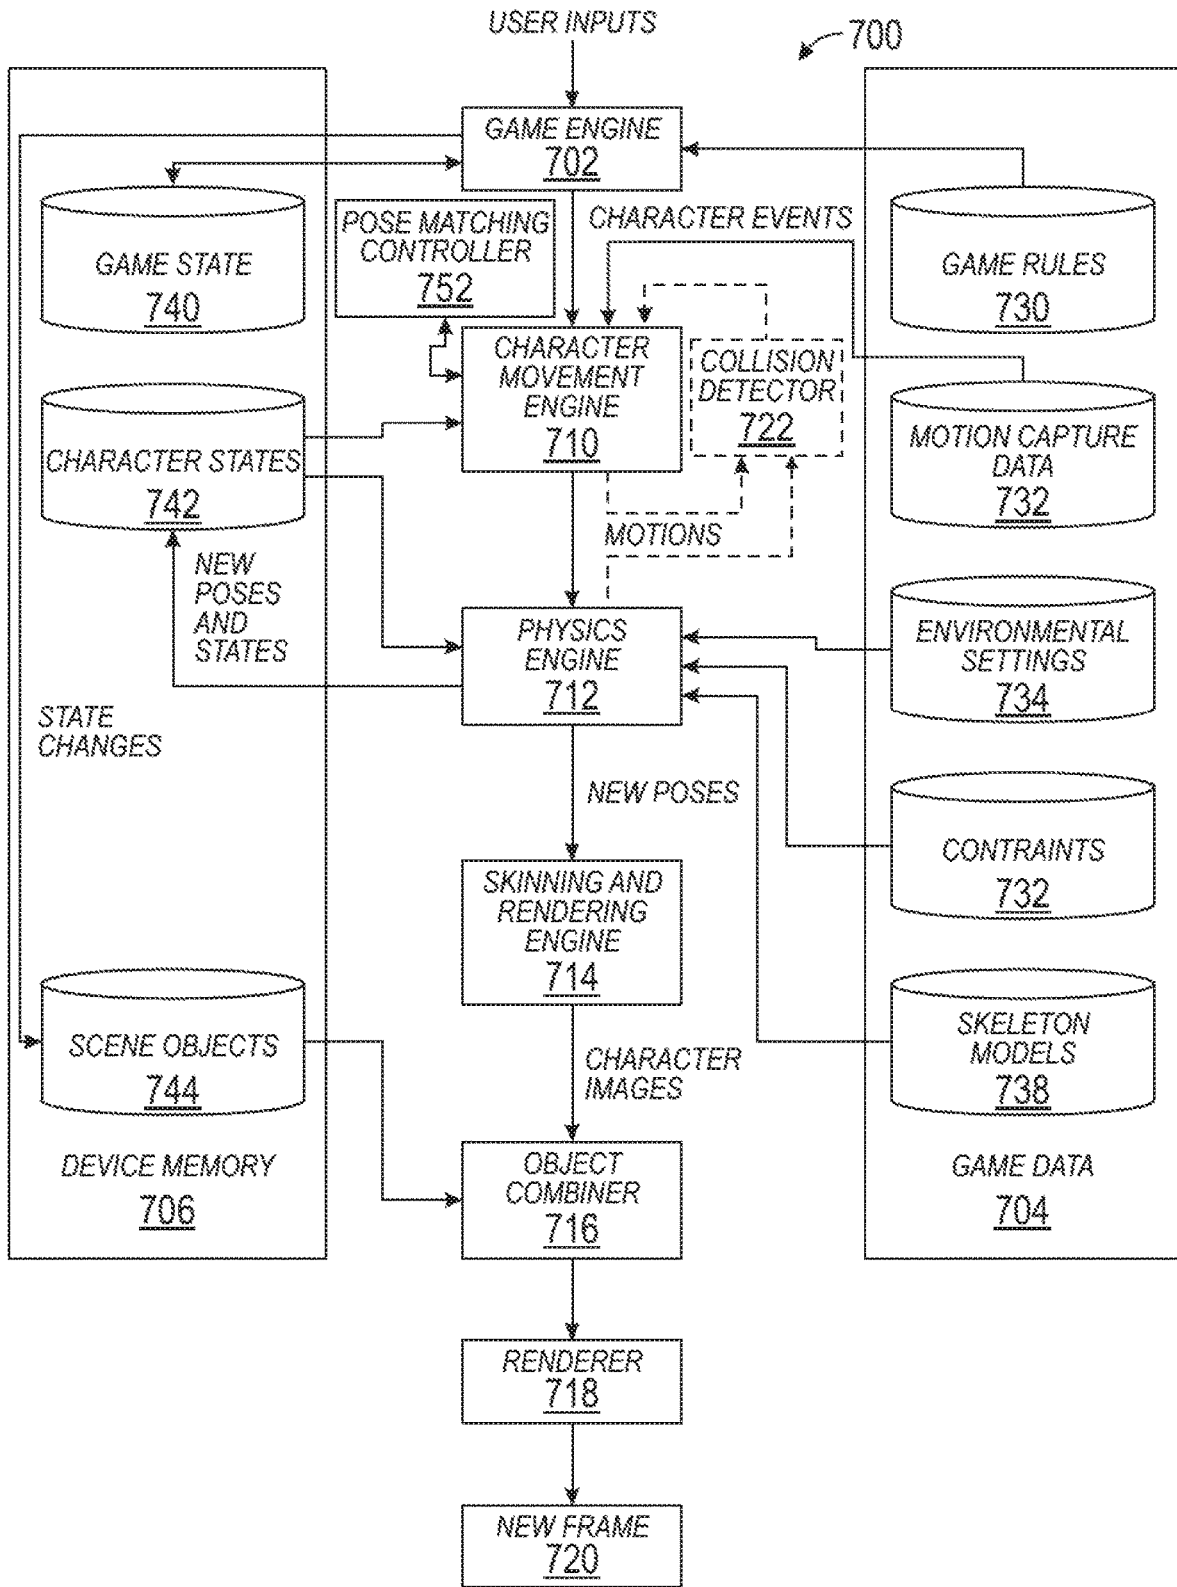 USER INPUTS
700
GAME ENGINE
702
GAME STATE
740
POSE MATCHING
CONTROLLER
752
CHARACTER EVENTS
GAME RULES
730
CHARACTER
MOVEMENT
ENGINE
710
COLLISION
DETECTOR
722
CHARACTER STATES
742
MOTION CAPTURE
DATA
732
MOTIONS
NEW
POSES
AND
STATES
PHYSICS
ENGINE
712
ENVIRONMENTAL
SETTINGS
734
STATE
CHANGES
NEW POSES
CONTRAINTS
732
SKINNING AND
RENDERING
ENGINE
714
SCENE OBJECTS
744
SKELETON
MODELS
738
CHARACTER
IMAGES
DEVICE MEMORY
706
OBJECT
COMBINER
716
GAME DATA
704
RENDERER
718
NEW FRAME
720